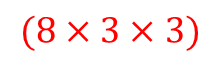 (8 × 3 × 3)